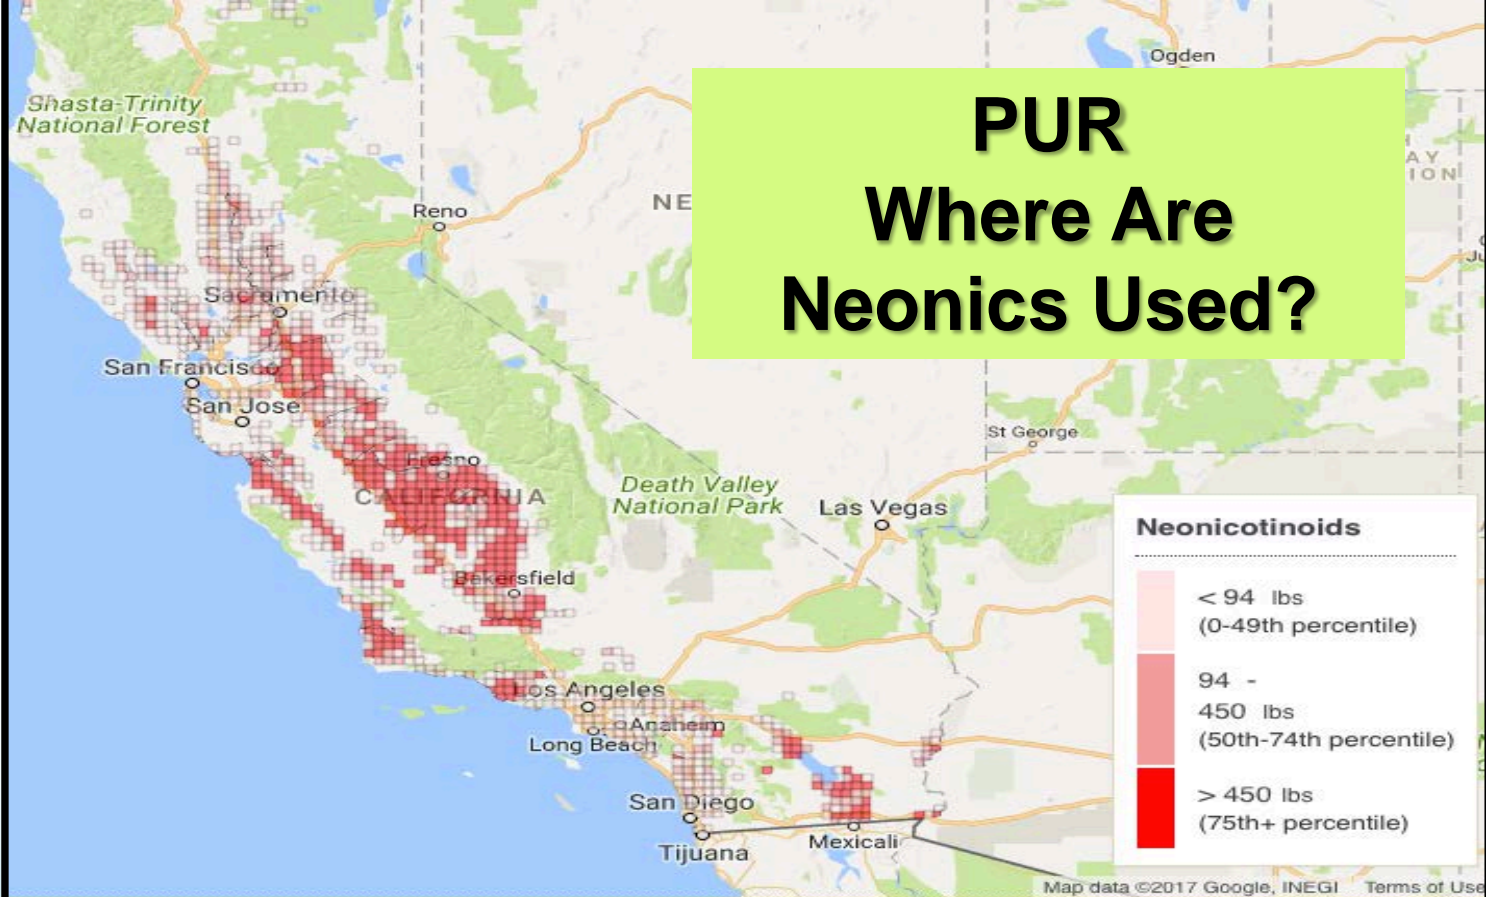 PUR
Where Are
Neonics Used?
Ogden
Shasta-Trinity
National Forest
AY
ION
Reno
NE
Sacramento
San Francisco
San Jose
St George
Fresno
CALIFORNIA
Death Valley
National Park
Las Vegas
Bakersfield
Los Angeles
Anaheim
Long Beach
San Diego
Tijuana
Mexicali
Neonicotinoids
< 94 lbs
(0-49th percentile)
94 -
450 lbs
(50th-74th percentile)
> 450 lbs
(75th+ percentile)
Map data ©2017 Google, INEGI Terms of Use